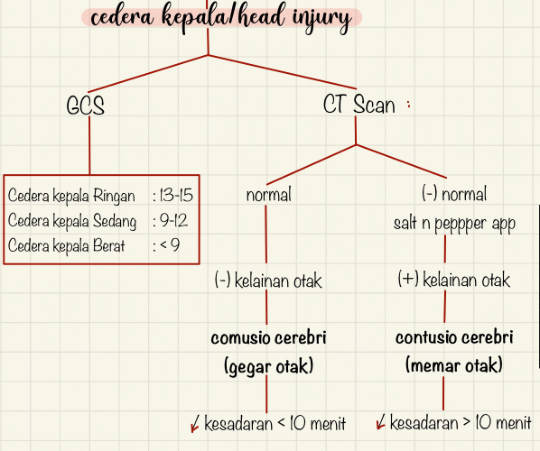 cedera kepala/head injury
GCS
CT Scan :
Cedera kepala Ringan : 13-15
Cedera kepala Sedang : 9-12
Cedera kepala Berat : < 9
normal
(-) normal
salt n peppper app
(-) kelainan otak
(+) kelainan otak
comusio cerebri
(gegar otak)
contusio cerebri
(memar otak)
↙ kesadaran < 10 menit
↙ kesadaran > 10 menit